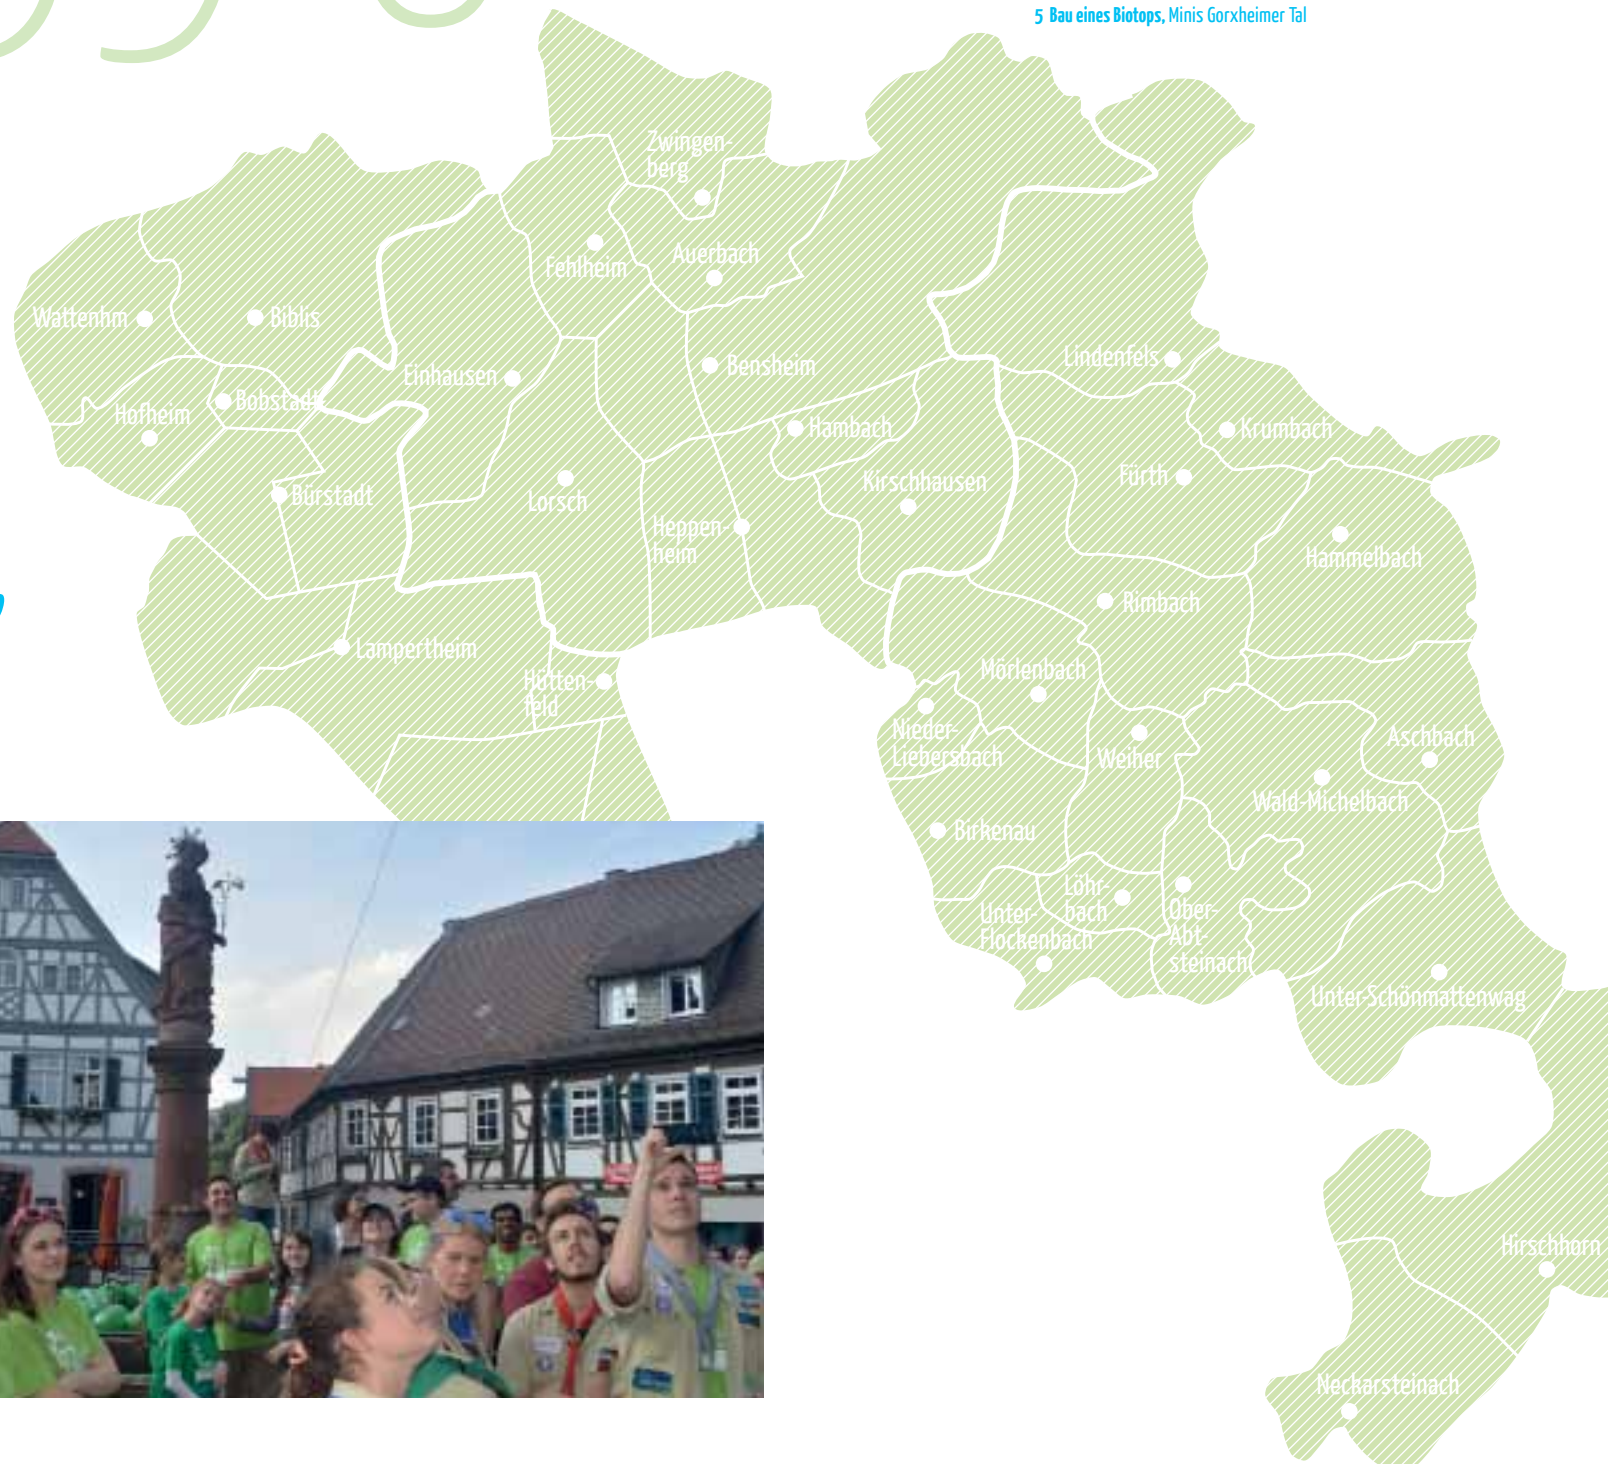 5 Bau eines Biotops, Minis Gorxheimer Tal
Zwingen-
berg
Auerbach
Fehlheim
Wattenhm
Biblis
Lindenfels
Bensheim
Einhausen
Bobstadt
Hofheim
Hambach
Krumbach
Fürth
Kirschhausen
Bürstadt
Lorsch
Heppen-
heim
Hammelbach
Rimbach
Lampertheim
Mörlenbach
Hütten-
feld
Nieder-
Liebersbach
Weiher
Aschbach
Wald-Michelbach
Birkenau
Löhr-
bach
Unter-
Flockenbach
Ober-
Abt-
steinach
Unter-Schönmattenwag
Hirschhorn
Neckarsteinach